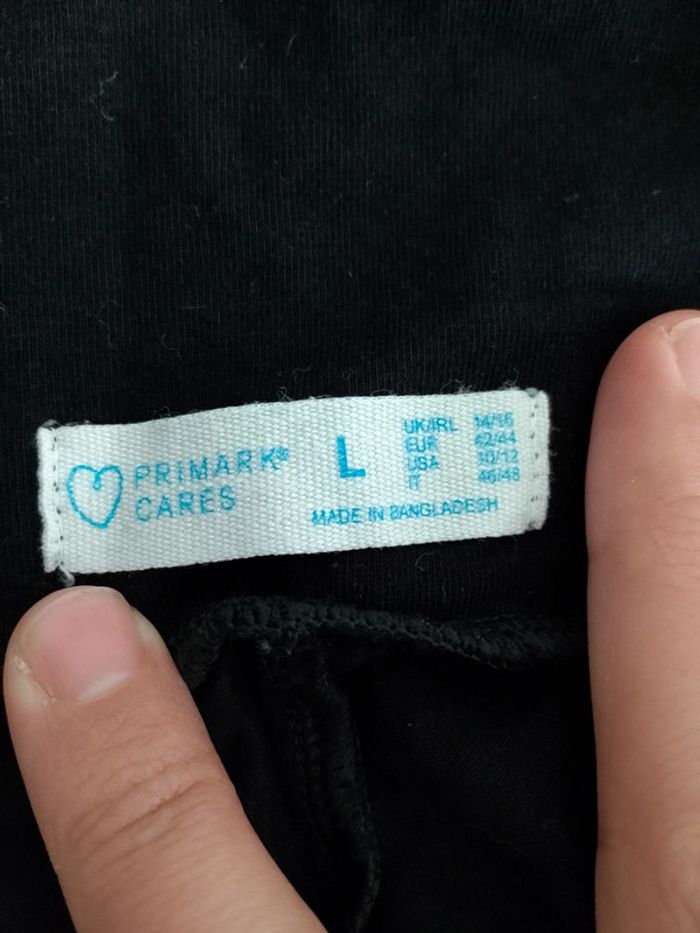 PRIMARK®
CARES
L
UK/IRL 14/16
EUR 42/44
USA 10/12
IT 46/48
MADE IN BANGLADESH